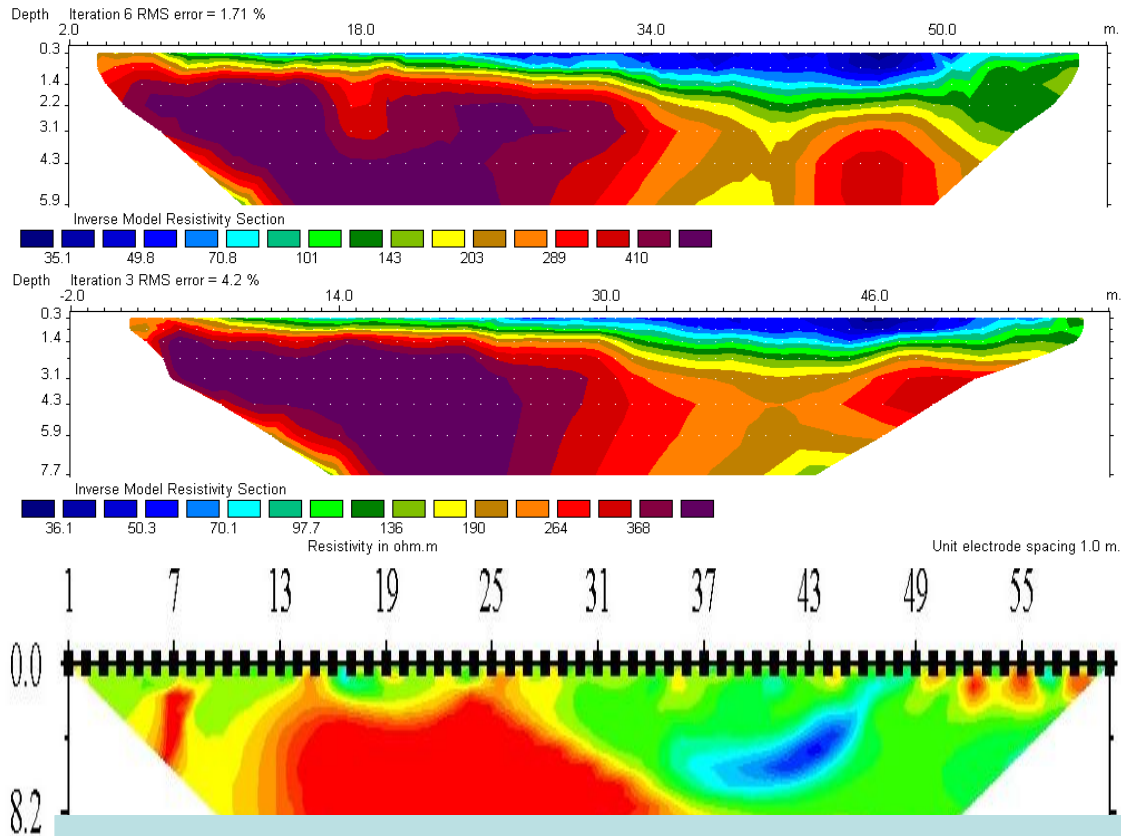 Depth Iteration 6 RMS error = 1.71 %
2.0 18.0 34.0 50.0 m.
0.3
1.4
2.2
3.1
4.3
5.9
Inverse Model Resistivity Section
35.1 49.8 70.8 101 143 203 289 410
Depth Iteration 3 RMS error = 4.2 %
-2.0 14.0 30.0 46.0 m.
0.3
1.4
3.1
4.3
5.9
7.7
Inverse Model Resistivity Section
36.1 50.3 70.1 97.7 136 190 264 368
Resistivity in ohm.m Unit electrode spacing 1.0 m.
1 7 13 19 25 31 37 43 49 55
0.0
8.2